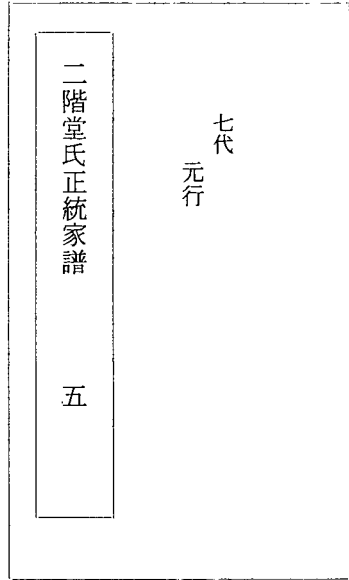 七代
元行
二階堂氏正統家譜　五